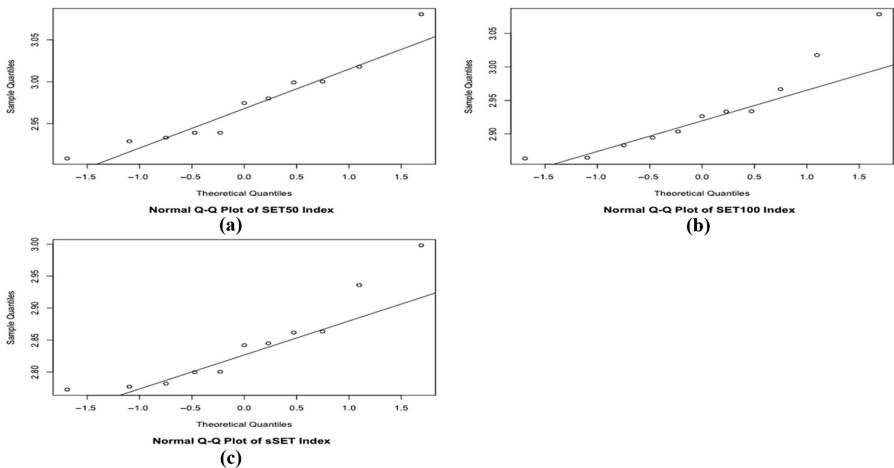 Sample Quantiles
3.05
3.00
2.95
−1.5 −1.0 −0.5 0.0 0.5 1.0 1.5
Theoretical Quantiles
Normal Q-Q Plot of SET50 Index
(a)
Sample Quantiles
3.05
3.00
2.95
2.90
−1.5 −1.0 −0.5 0.0 0.5 1.0 1.5
Theoretical Quantiles
Normal Q-Q Plot of SET100 Index
(b)
Sample Quantiles
3.00
2.95
2.90
2.85
2.80
−1.5 −1.0 −0.5 0.0 0.5 1.0 1.5
Theoretical Quantiles
Normal Q-Q Plot of sSET Index
(c)